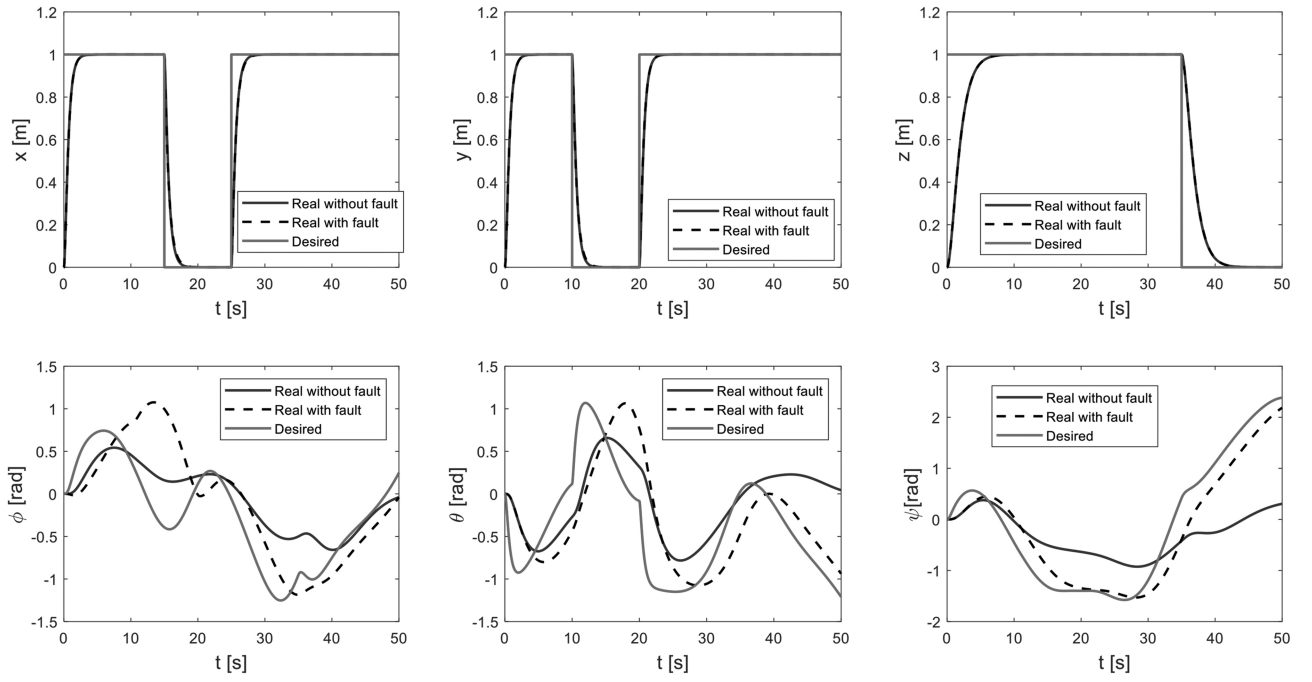 1.2
1
0.8
0.6
0.4
0.2
0
x [m]
0 10 20 30 40 50
t [s]
Real without fault
Real with fault
Desired
1.2
1
0.8
0.6
0.4
0.2
0
y [m]
0 10 20 30 40 50
t [s]
Real without fault
Real with fault
Desired
1.2
1
0.8
0.6
0.4
0.2
0
z [m]
0 10 20 30 40 50
t [s]
Real without fault
Real with fault
Desired
1.5
1
0.5
0
-0.5
-1
-1.5
ϕ [rad]
0 10 20 30 40 50
t [s]
Real without fault
Real with fault
Desired
1.5
1
0.5
0
-0.5
-1
-1.5
θ [rad]
0 10 20 30 40 50
t [s]
Real without fault
Real with fault
Desired
3
2
1
0
-1
-2
ψ[rad]
0 10 20 30 40 50
t [s]
Real without fault
Real with fault
Desired